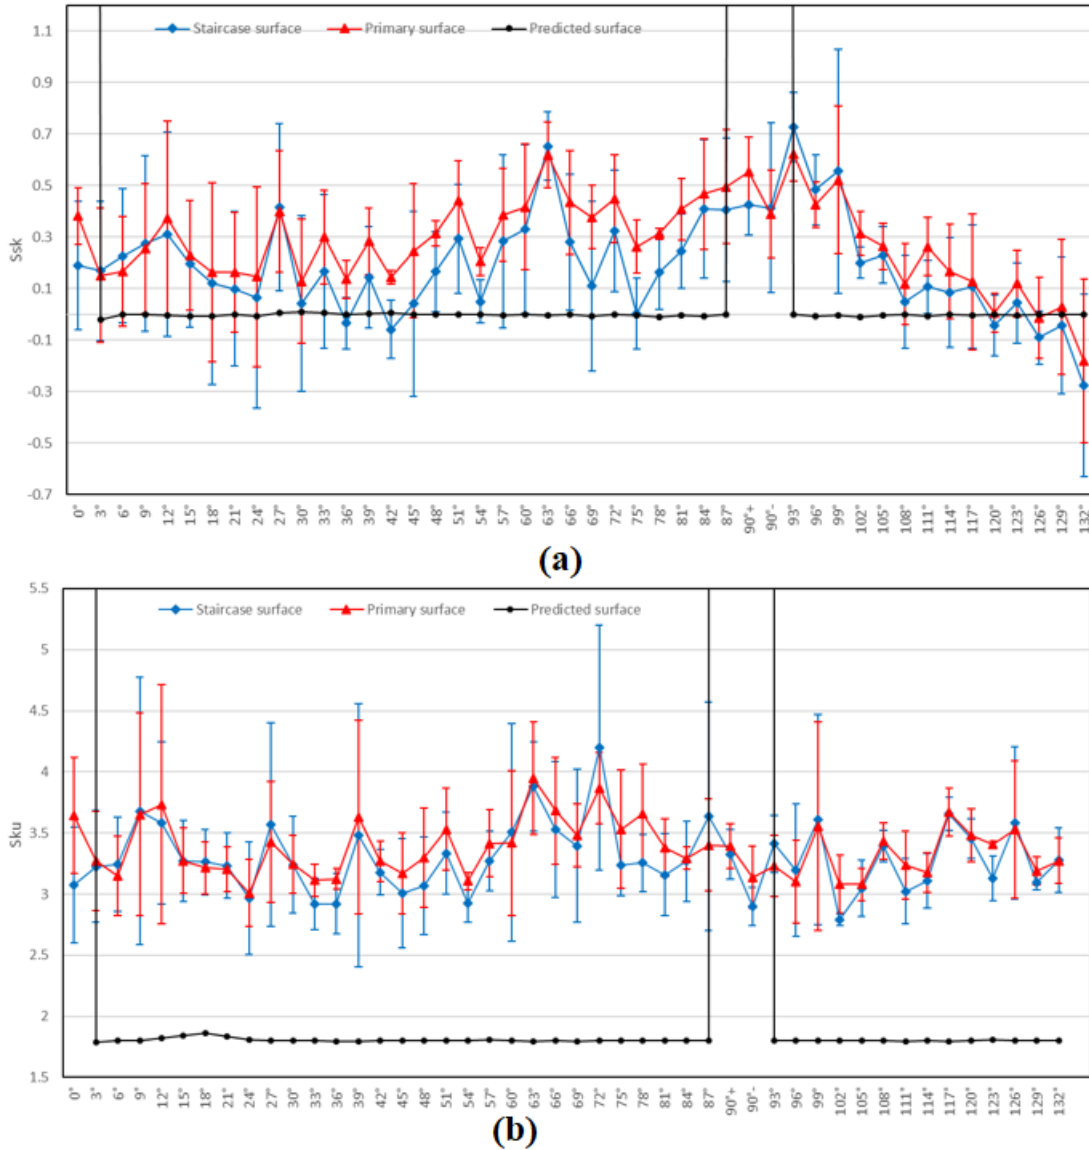 1.1
Staircase surface Primary surface Predicted surface
0.9
0.7
0.5
Ssk
0.3
0.1
-0.1
-0.3
-0.5
-0.7
0° 3° 6° 9° 12° 15° 18° 21° 24° 27° 30° 33° 36° 39° 42° 45° 48° 51° 54° 57° 60° 63° 66° 69° 72° 75° 78° 81° 84° 87° 90°+ 90°- 93° 96° 99° 102° 105° 108° 111° 114° 117° 120° 123° 126° 129° 132°
(a)
5.5
Staircase surface Primary surface Predicted surface
5
4.5
4
Sku
3.5
3
2.5
2
1.5
0° 3° 6° 9° 12° 15° 18° 21° 24° 27° 30° 33° 36° 39° 42° 45° 48° 51° 54° 57° 60° 63° 66° 69° 72° 75° 78° 81° 84° 87° 90°+ 90°- 93° 96° 99° 102° 105° 108° 111° 114° 117° 120° 123° 126° 129° 132°
(b)